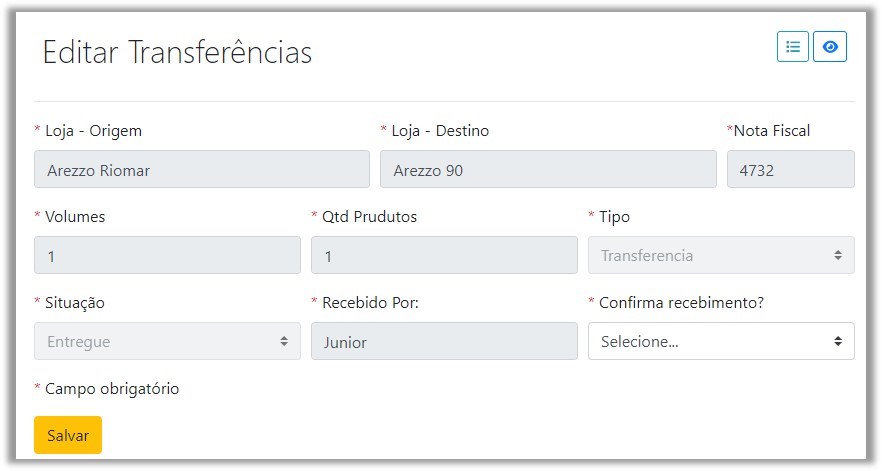 Editar Transferências
* Loja - Origem * Loja - Destino *Nota Fiscal
Arezzo Riomar Arezzo 90 4732
* Volumes * Qtd Prudutos * Tipo
1 1 Transferencia
* Situação * Recebido Por: * Confirma recebimento?
Entregue Junior Selecione...
* Campo obrigatório
Salvar